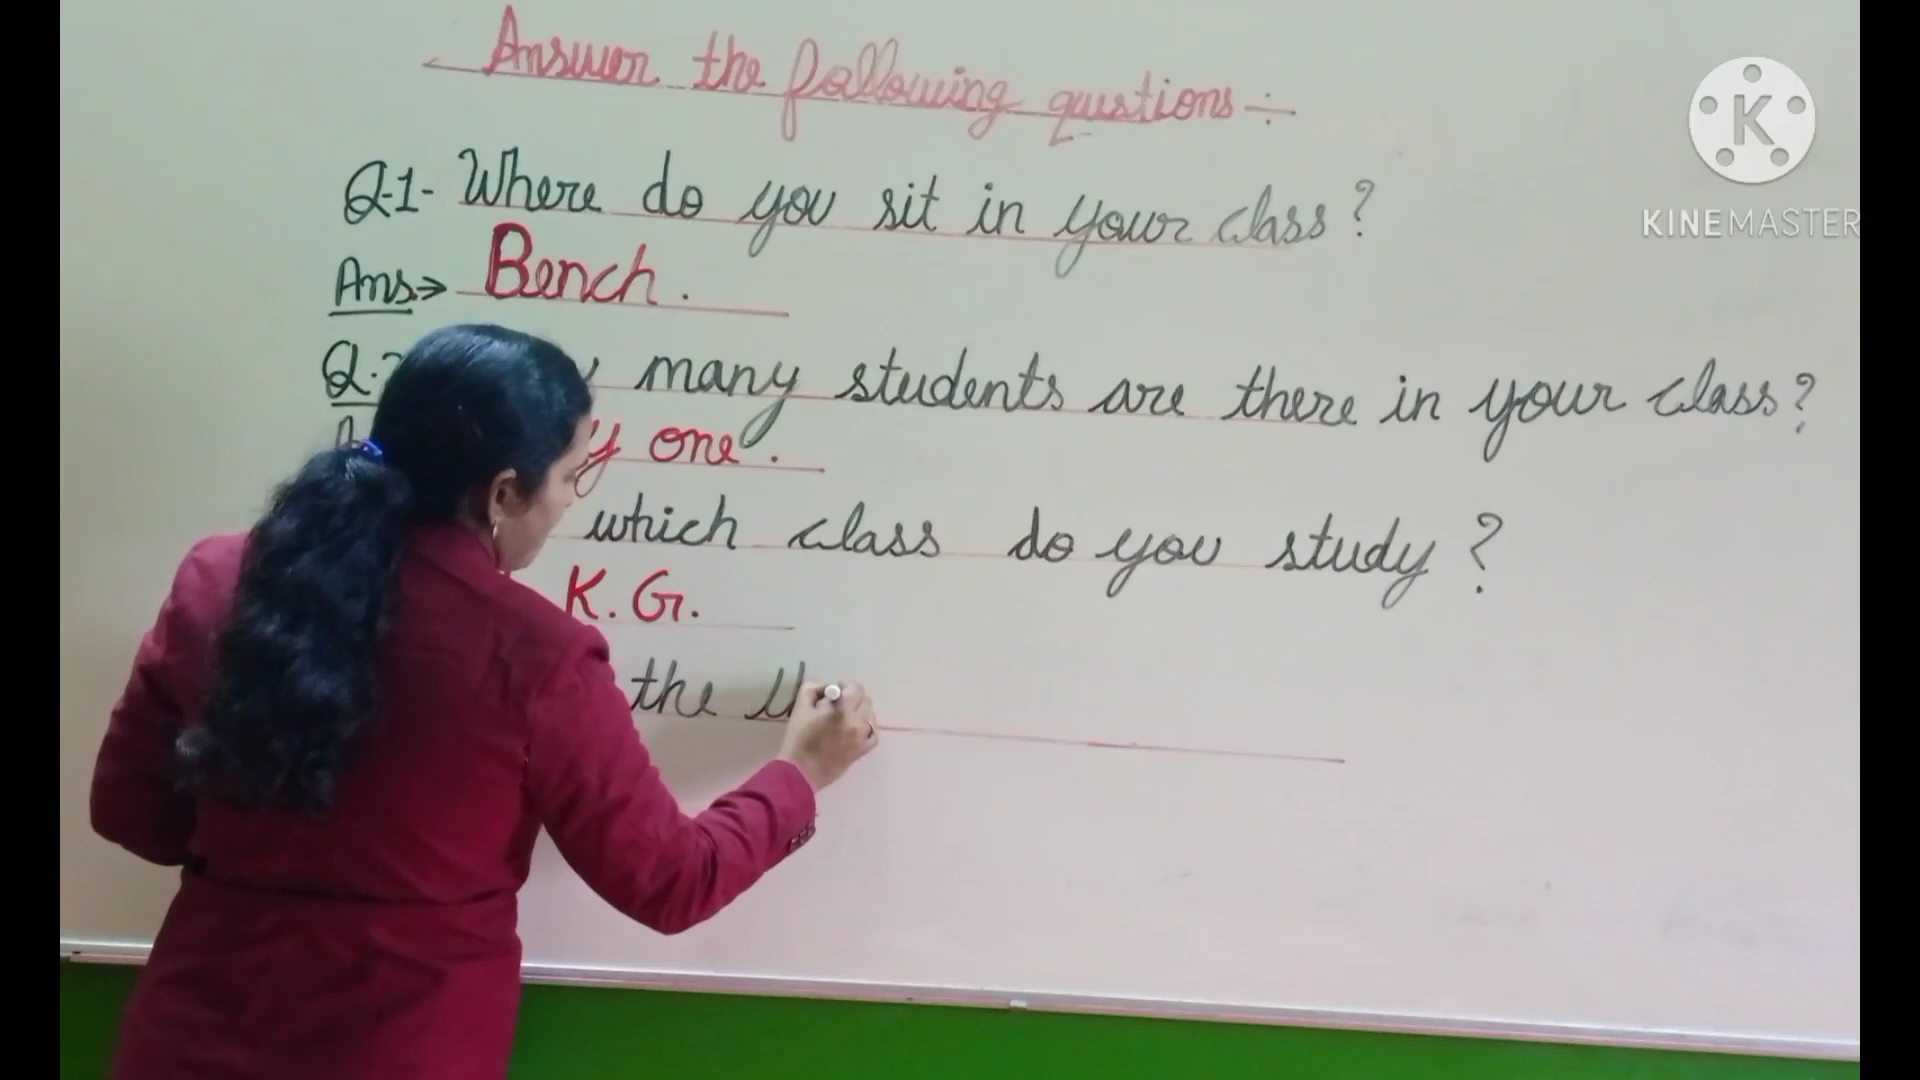 Answer the following questions ÷
Q.1- Where do you sit in your class?
Ans→ Bench.
Q. many students are there in your class?
one.
which class do you study?
K.G.
the
K
KINEMASTER